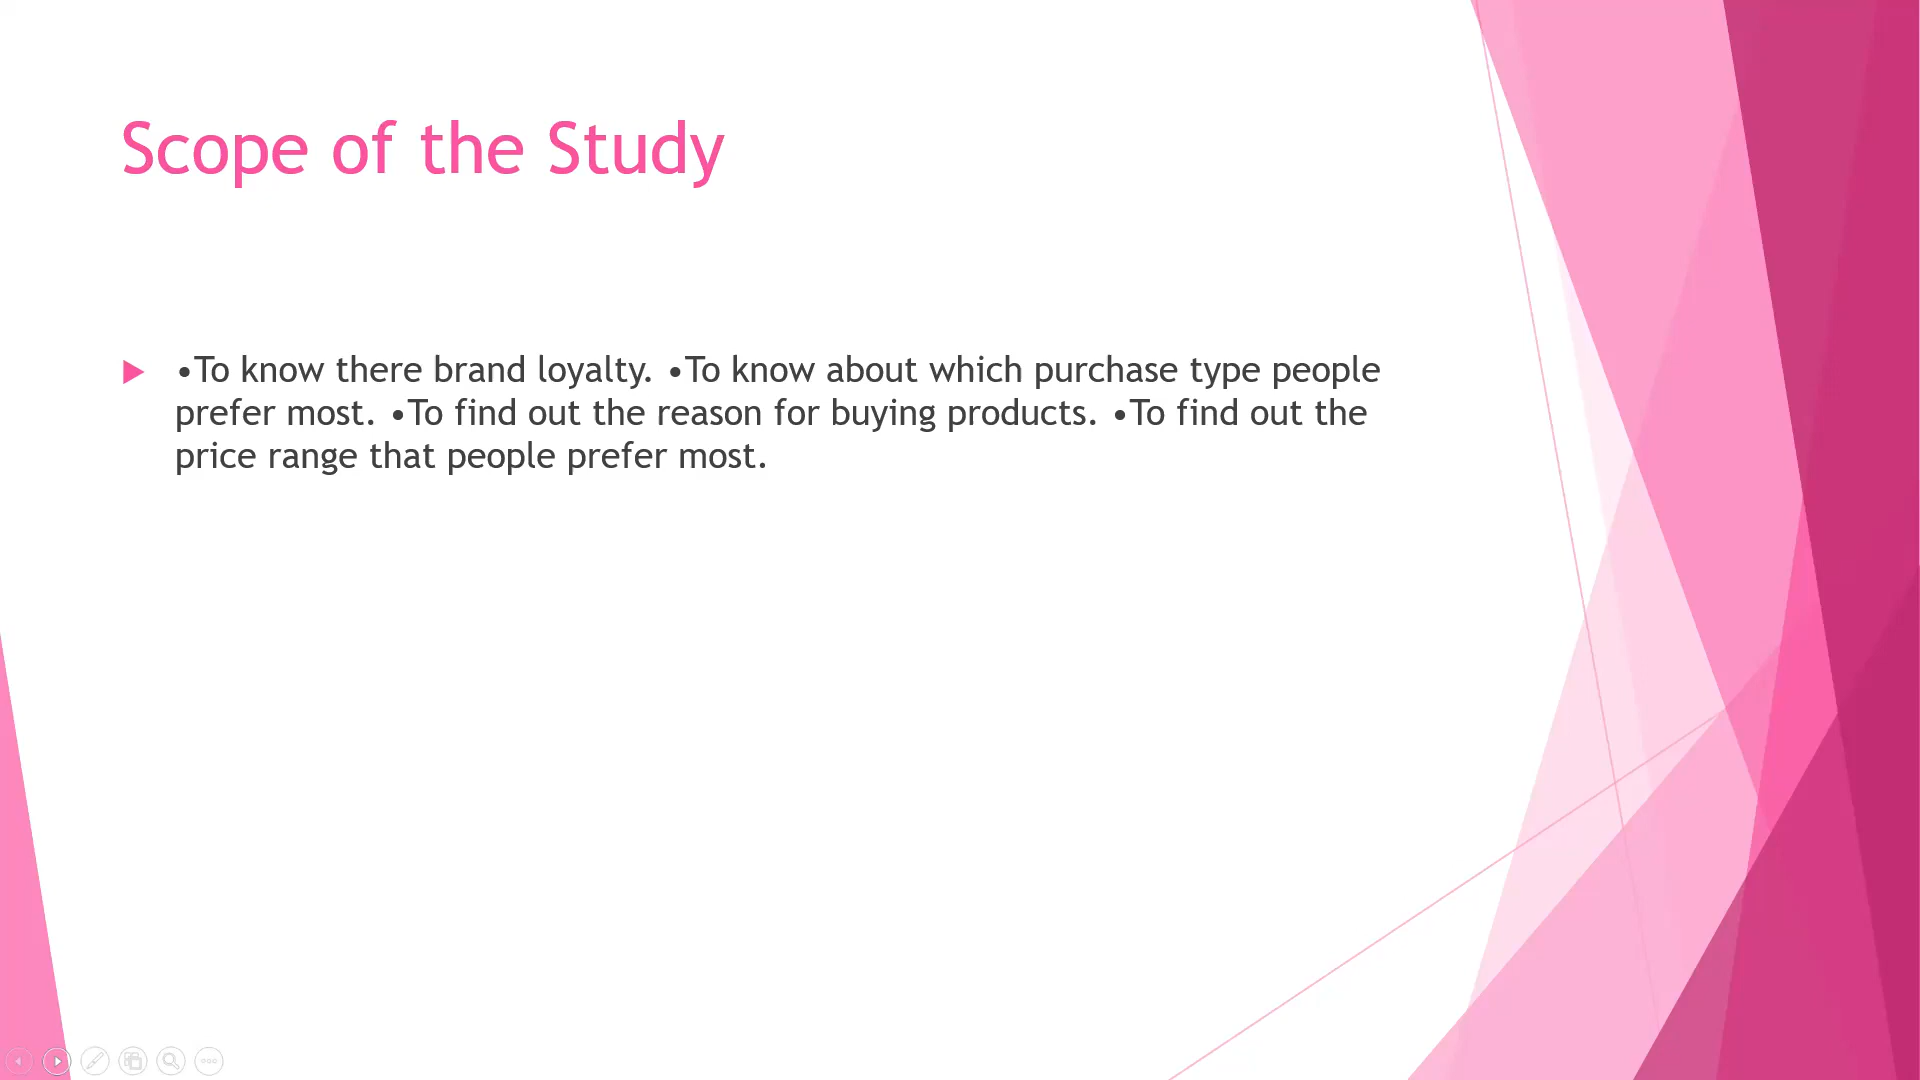 Scope of the Study
•To know there brand loyalty. •To know about which purchase type people
prefer most. •To find out the reason for buying products. •To find out the
price range that people prefer most.